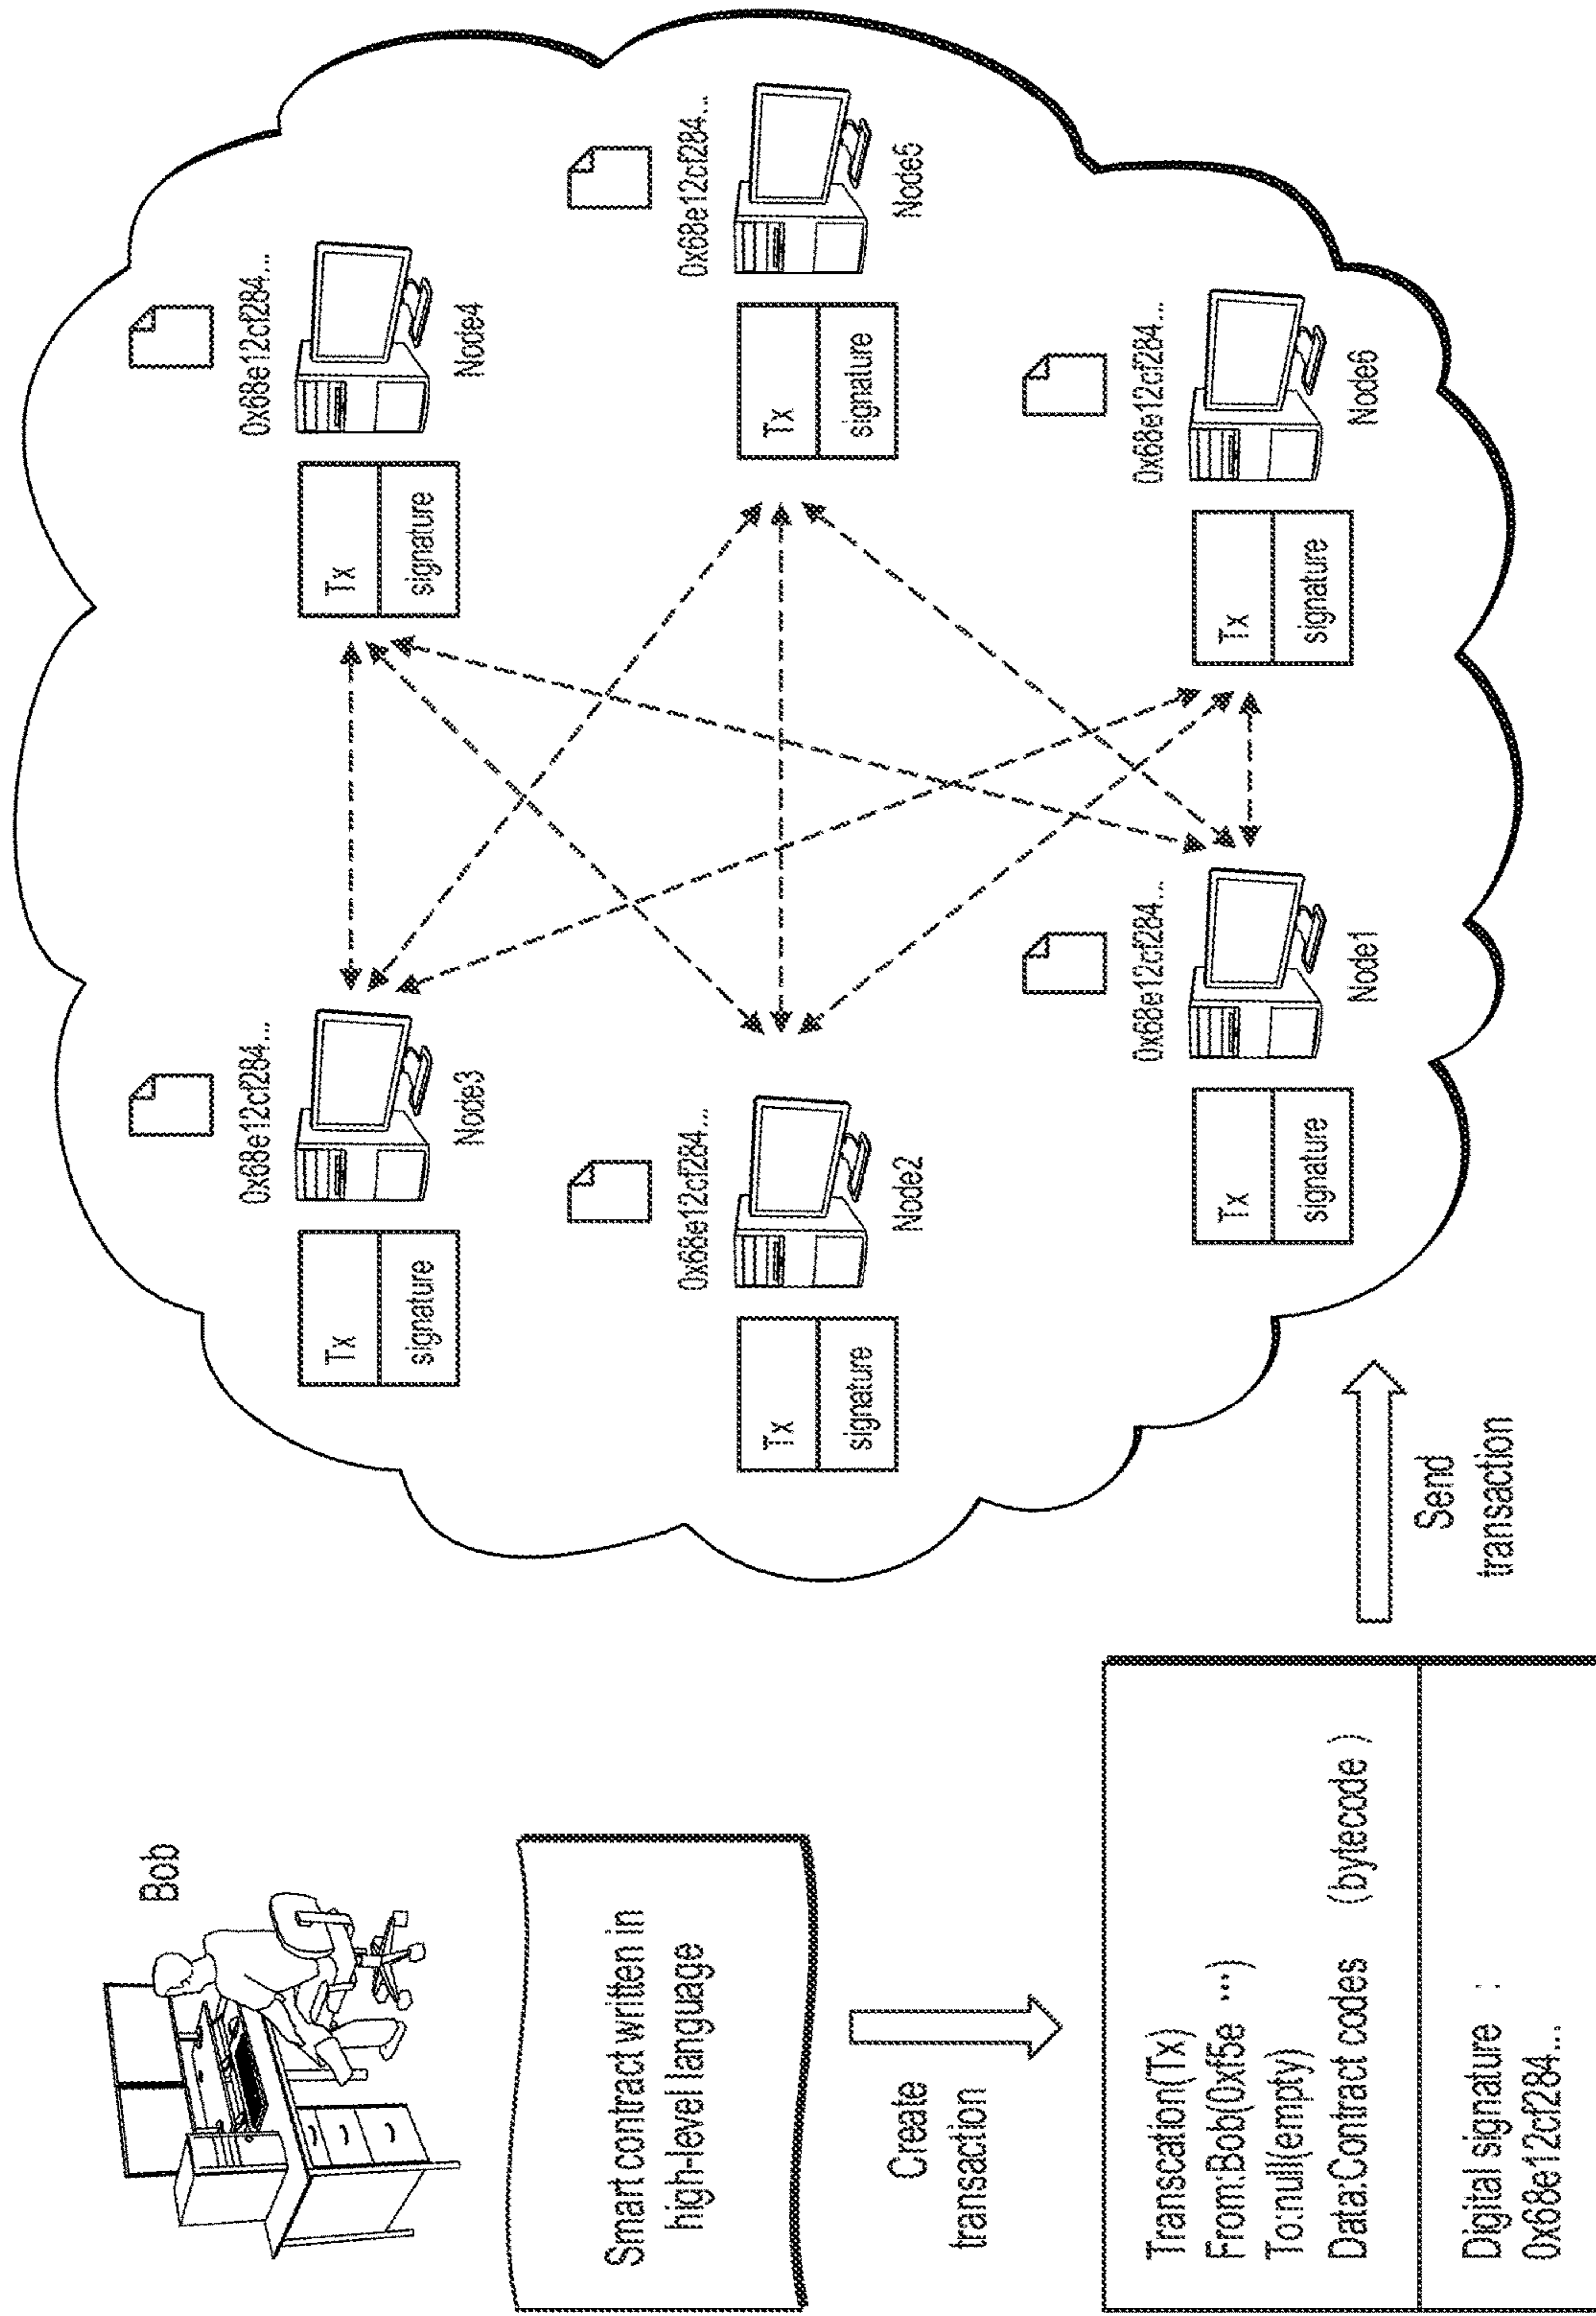 Bob
Smart contract written in
high-level language
Create
transaction
Transcation(Tx)
From:Bob(0xf5e ...)
To:null(empty)
Data:Contract codes (bytecode )
Digital signature :
0x68e12cf284...
Send
transaction
0x68e12cf284...
Tx
signature
Node3
0x68e12cf284...
Tx
signature
Node4
0x68e12cf284...
Tx
signature
Node2
0x68e12cf284...
Tx
signature
Node5
0x68e12cf284...
Tx
signature
Node1
0x68e12cf284...
Tx
signature
Node6